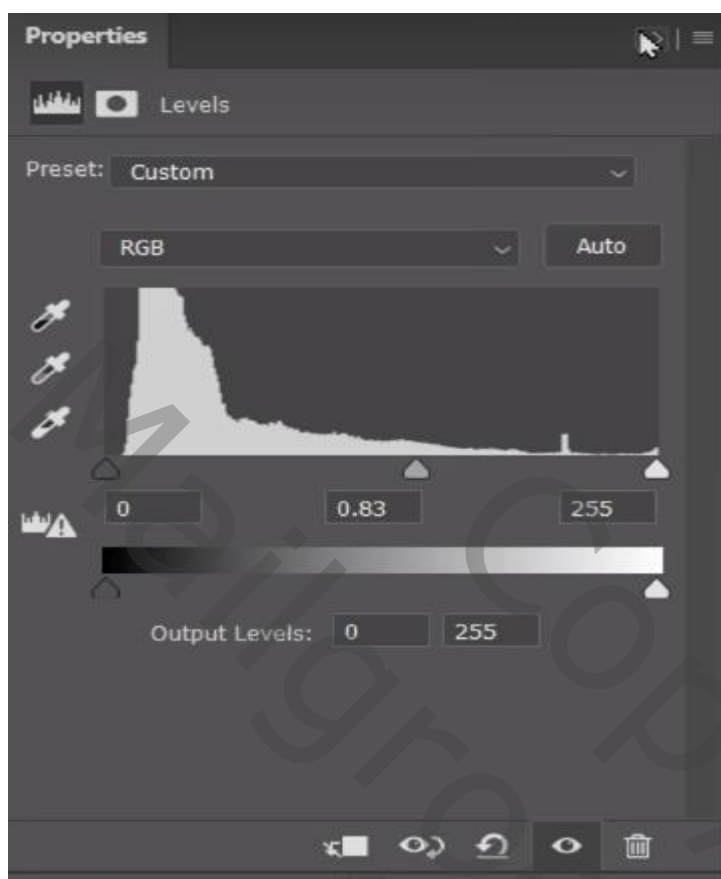 Properties
Levels
Preset: Custom
RGB Auto
0 0.83 255
Output Levels: 0 255